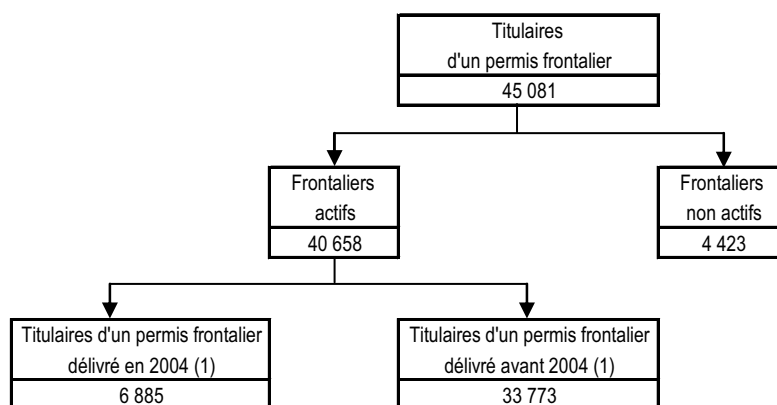 Titulaires
d'un permis frontalier
45 081
Frontaliers
actifs
40 658
Frontaliers
non actifs
4 423
Titulaires d'un permis frontalier
délivré en 2004 (1)
6 885
Titulaires d'un permis frontalier
délivré avant 2004 (1)
33 773